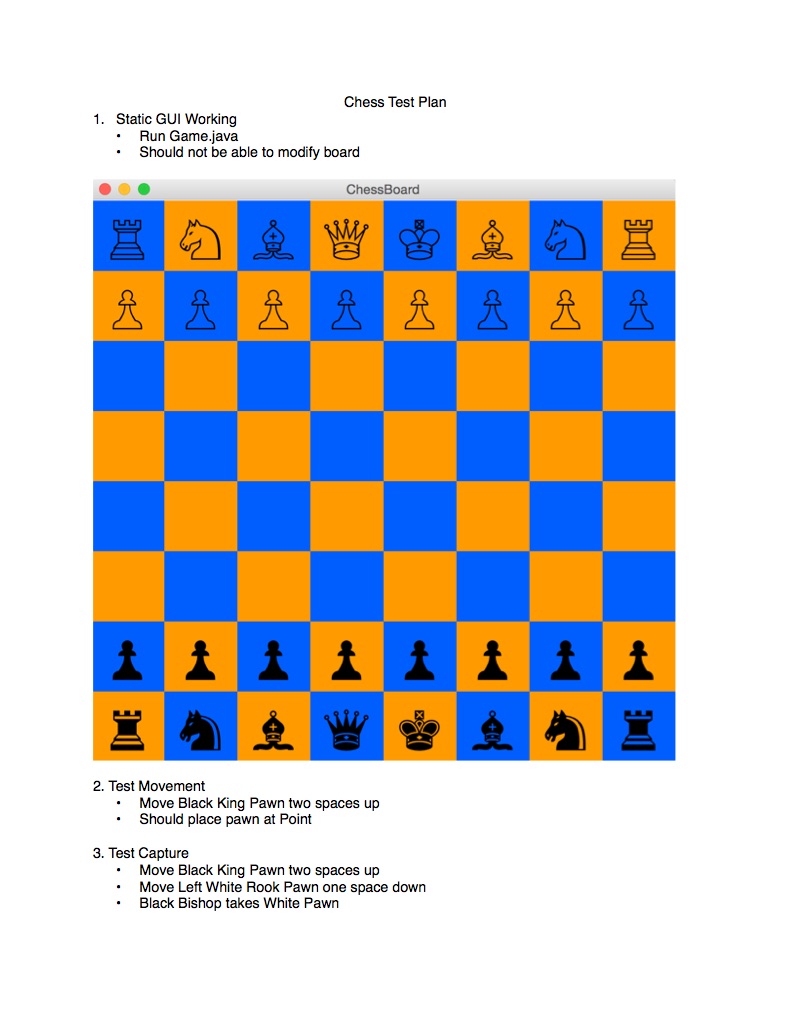 Chess Test Plan
1. Static GUI Working
• Run Game.java
• Should not be able to modify board
ChessBoard
2. Test Movement
• Move Black King Pawn two spaces up
• Should place pawn at Point
3. Test Capture
• Move Black King Pawn two spaces up
• Move Left White Rook Pawn one space down
• Black Bishop takes White Pawn